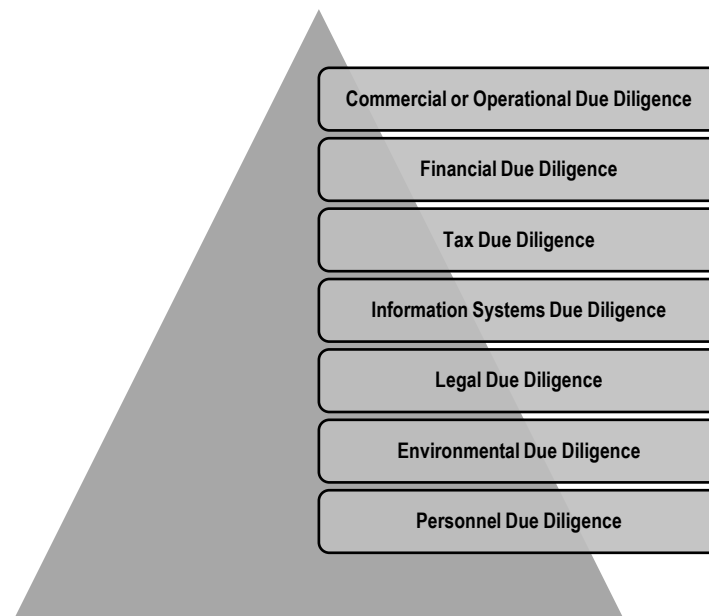 Commercial or Operational Due Diligence
Financial Due Diligence
Tax Due Diligence
Information Systems Due Diligence
Legal Due Diligence
Environmental Due Diligence
Personnel Due Diligence